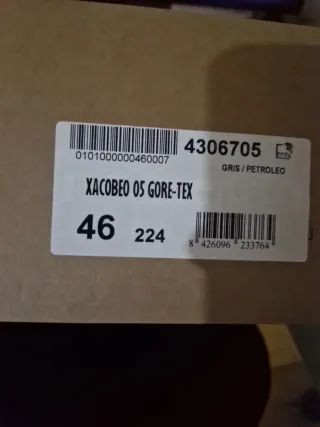 4306705
0101000000460007
GRIS / PETROLEO
XACOBEO 05 GORE-TEX
46 224
8 426096 233764